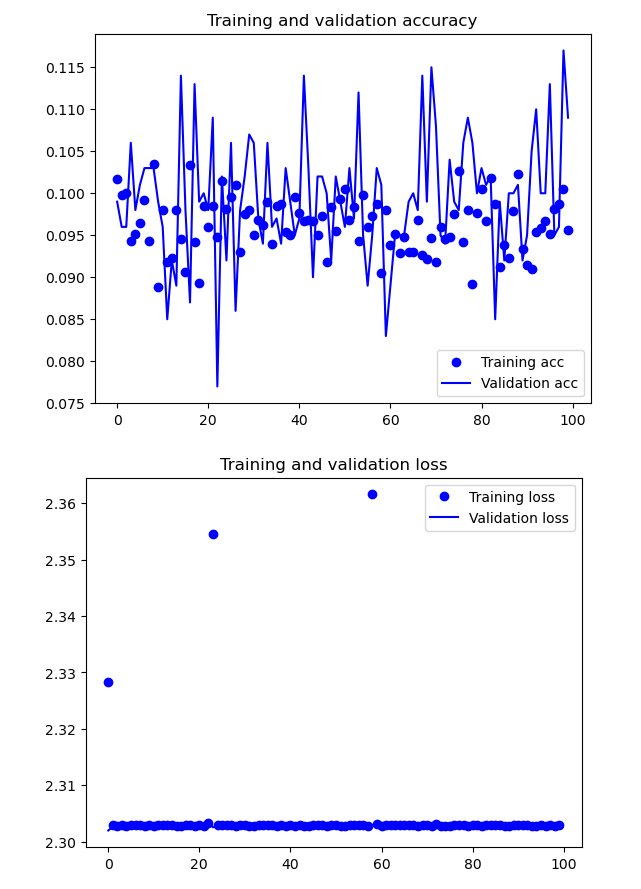 Training and validation accuracy
0.115
0.110
0.105
0.100
0.095
0.090
0.085
0.080
0.075
Training acc
Validation acc
0 20 40 60 80 100
Training and validation loss
2.36
2.35
2.34
2.33
2.32
2.31
2.30
Training loss
Validation loss
0 20 40 60 80 100